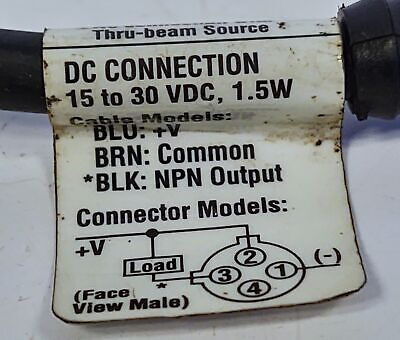 Thru-beam Source
DC CONNECTION
15 to 30 VDC, 1.5W
Cable Models:
BLU: +V
BRN: Common
*BLK: NPN Output
Connector Models:
+V
Load
*
2
3
1
4
(-)
(Face
View Male)